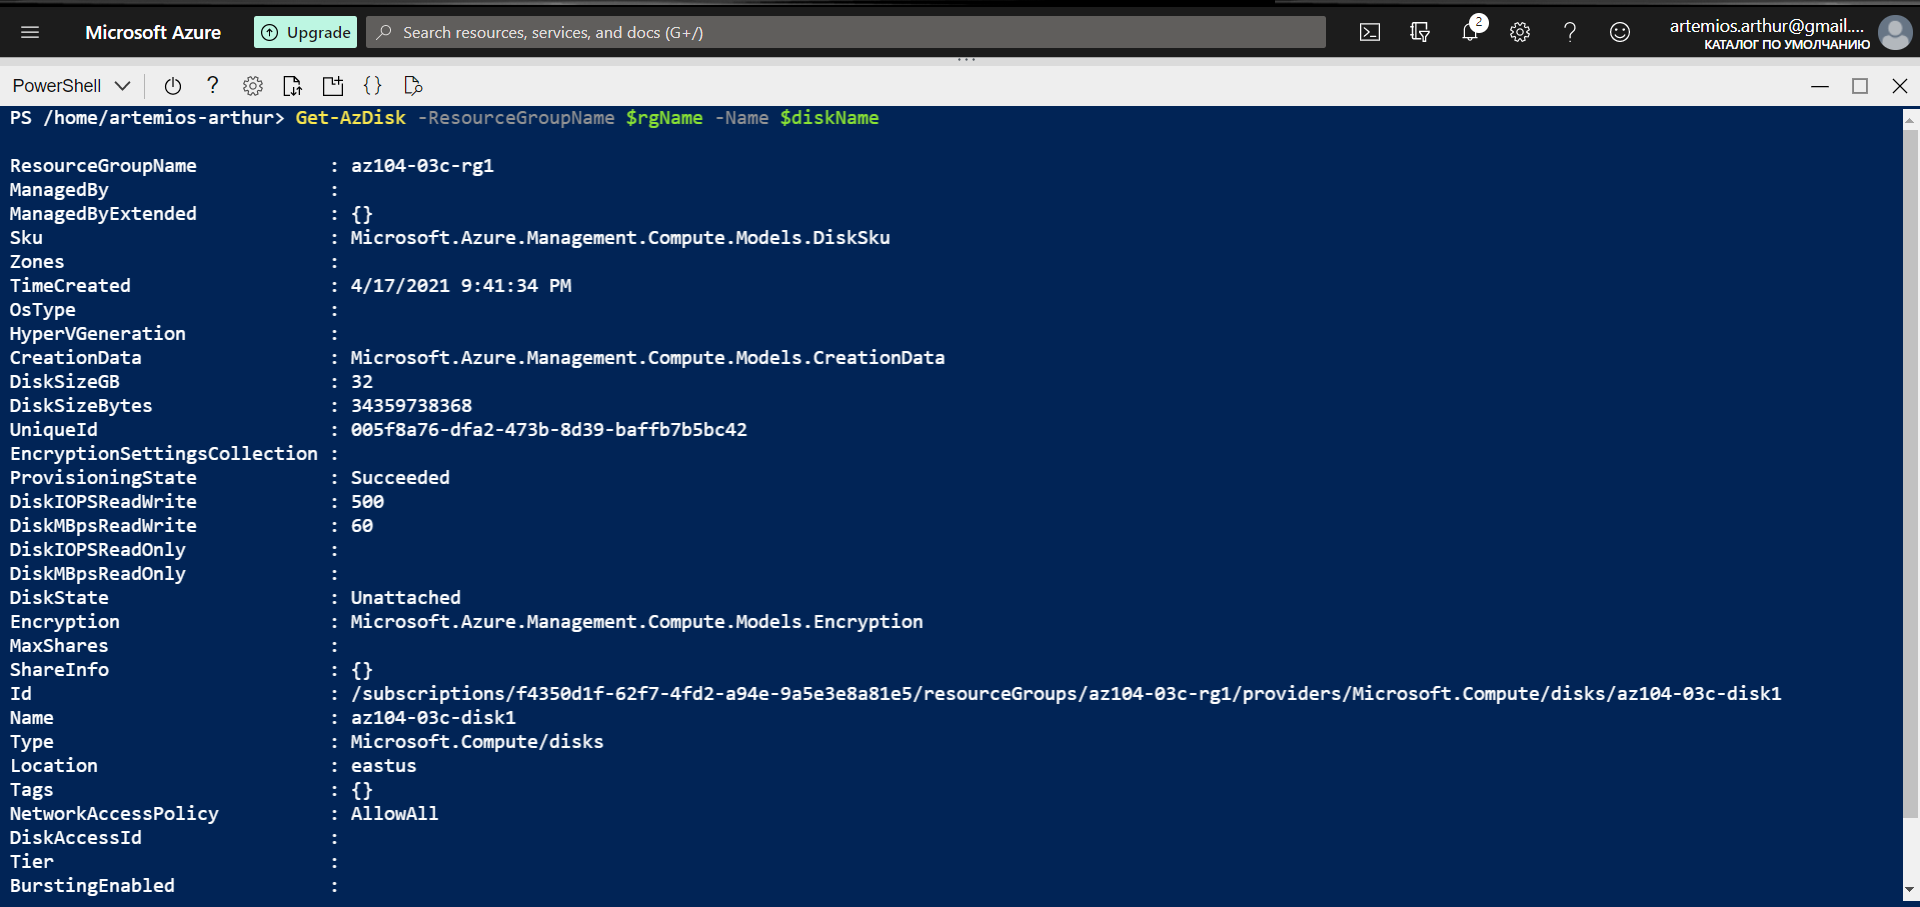 Microsoft Azure Upgrade Search resources, services, and docs (G+/) 2 artemios.arthur@gmail....
КАТАЛОГ ПО УМОЛЧАНИЮ
PowerShell
PS /home/artemios-arthur> Get-AzDisk -ResourceGroupName $rgName -Name $diskName
ResourceGroupName : az104-03c-rg1
ManagedBy :
ManagedByExtended : {}
Sku : Microsoft.Azure.Management.Compute.Models.DiskSku
Zones :
TimeCreated : 4/17/2021 9:41:34 PM
OsType :
HyperVGeneration :
CreationData : Microsoft.Azure.Management.Compute.Models.CreationData
DiskSizeGB : 32
DiskSizeBytes : 34359738368
UniqueId : 005f8a76-dfa2-473b-8d39-baffb7b5bc42
EncryptionSettingsCollection :
ProvisioningState : Succeeded
DiskIOPSReadWrite : 500
DiskMBpsReadWrite : 60
DiskIOPSReadOnly :
DiskMBpsReadOnly :
DiskState : Unattached
Encryption : Microsoft.Azure.Management.Compute.Models.Encryption
MaxShares :
ShareInfo : {}
Id : /subscriptions/f4350d1f-62f7-4fd2-a94e-9a5e3e8a81e5/resourceGroups/az104-03c-rg1/providers/Microsoft.Compute/disks/az104-03c-disk1
Name : az104-03c-disk1
Type : Microsoft.Compute/disks
Location : eastus
Tags : {}
NetworkAccessPolicy : AllowAll
DiskAccessId :
Tier :
BurstingEnabled :